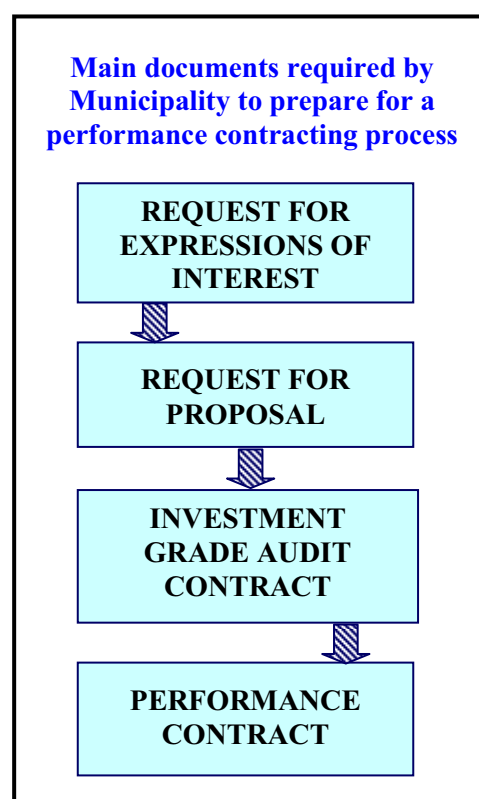 Main documents required by
Municipality to prepare for a
performance contracting process
REQUEST FOR
EXPRESSIONS OF
INTEREST
REQUEST FOR
PROPOSAL
INVESTMENT
GRADE AUDIT
CONTRACT
PERFORMANCE
CONTRACT